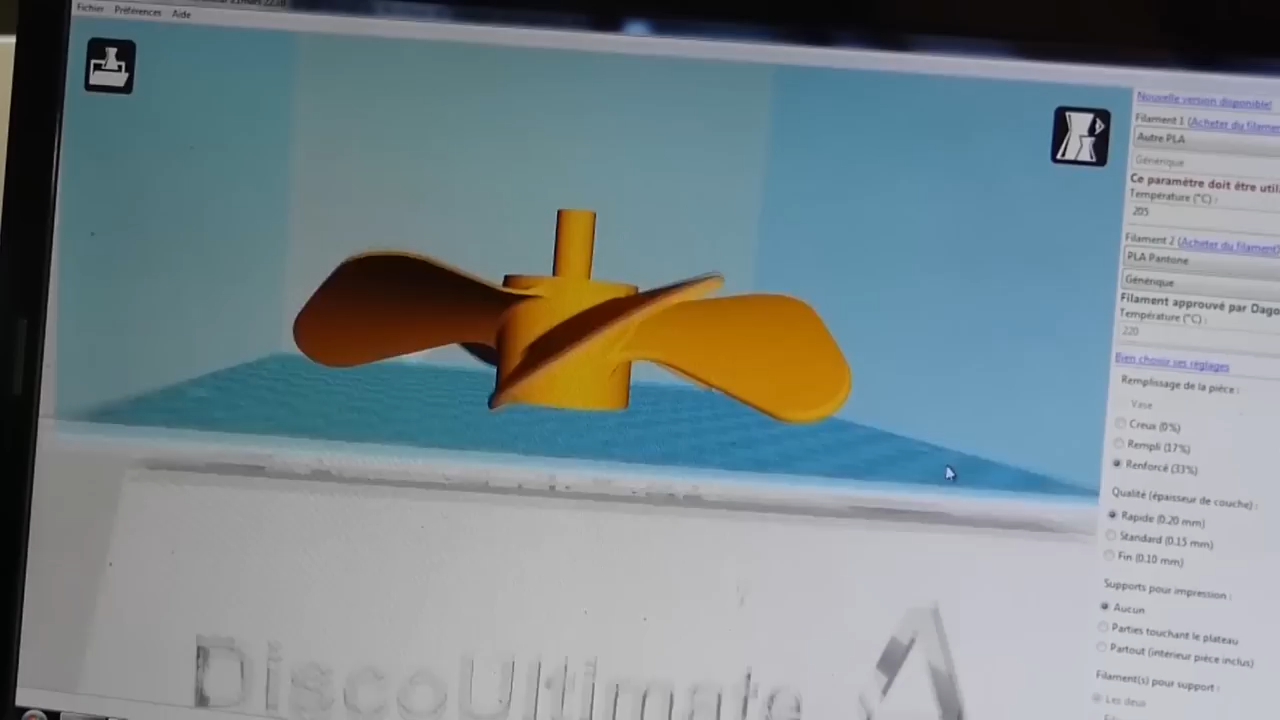 Fichier Préférences Aide
Nouvelle version disponible!
Filament 1 (Acheter du filament
Autre PLA
Générique
Ce paramètre doit être util
Température (°C) :
205
Filament 2 (Acheter du filament)
PLA Pantone
Générique
Filament approuvé par Dago
Température (°C) :
220
Bien choisir ses réglages
Remplissage de la pièce :
Vase
Creux (0%)
Rempli (17%)
Renforcé (33%)
Qualité (épaisseur de couche) :
Rapide (0.20 mm)
Standard (0.15 mm)
Fin (0.10 mm)
Supports pour impression :
Aucun
Parties touchant le plateau
Partout (intérieur pièce inclus)
Filament(s) pour support :
Les deux
DiscoUltimate